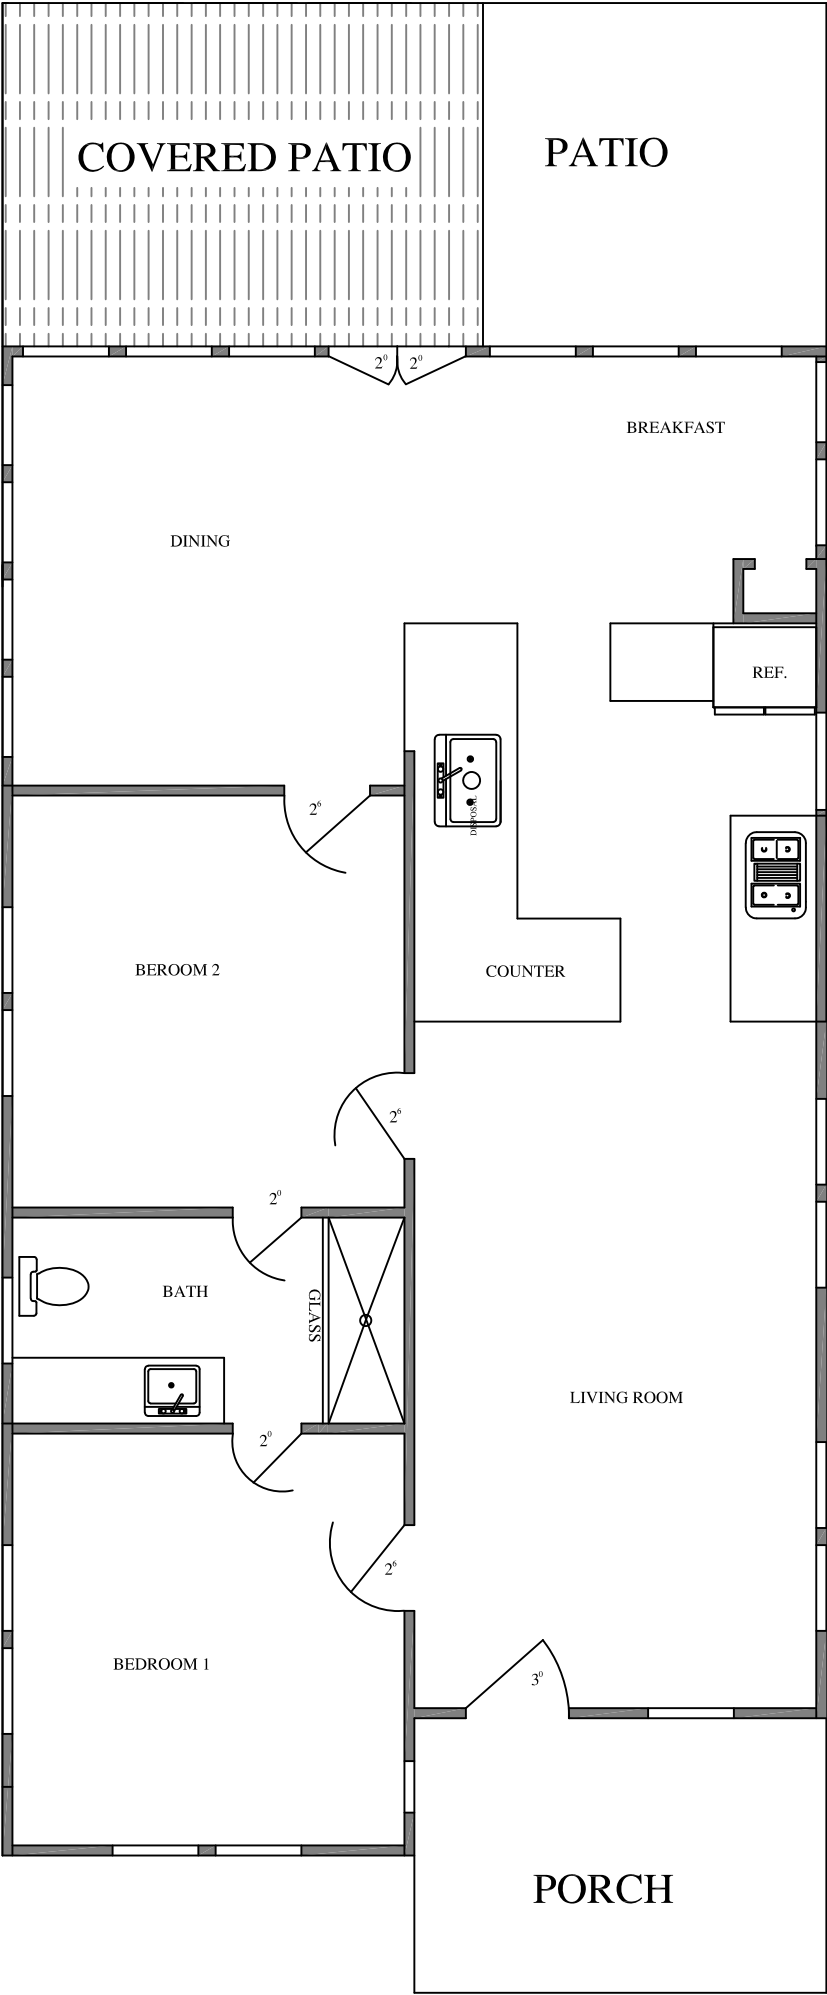 COVERED PATIO
PATIO
2⁰
2⁰
BREAKFAST
DINING
REF.
DISPOSAL
2⁶
BEROOM 2
COUNTER
2⁶
2⁰
BATH
GLASS
LIVING ROOM
2⁰
2⁶
BEDROOM 1
3⁰
PORCH